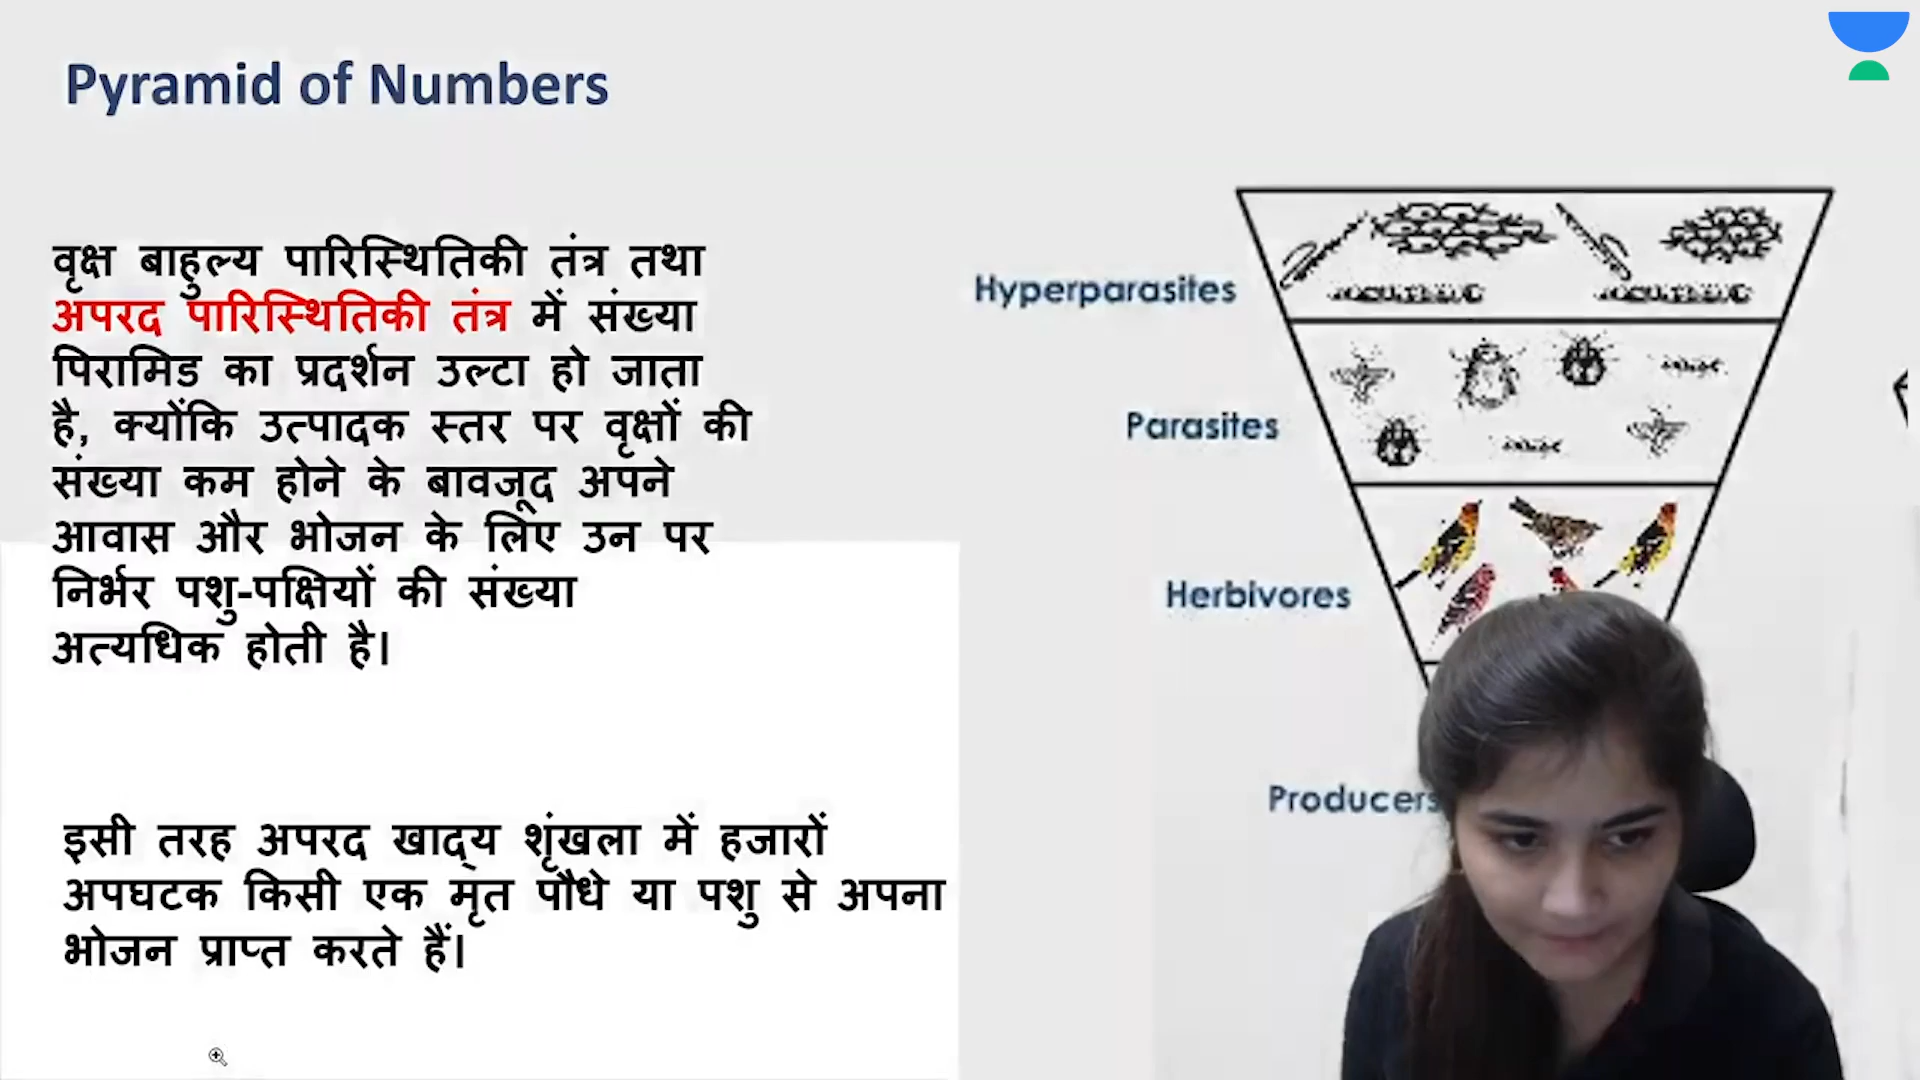 Pyramid of Numbers
वृक्ष बाहुल्य पारिस्थितिकी तंत्र तथा
अपरद पारिस्थितिकी तंत्र में संख्या
पिरामिड का प्रदर्शन उल्टा हो जाता
है, क्योंकि उत्पादक स्तर पर वृक्षों की
संख्या कम होने के बावजूद अपने
आवास और भोजन के लिए उन पर
निर्भर पशु-पक्षियों की संख्या
अत्यधिक होती है।
इसी तरह अपरद खाद्य शृंखला में हजारों
अपघटक किसी एक मृत पौधे या पशु से अपना
भोजन प्राप्त करते हैं।
Hyperparasites
Parasites
Herbivores
Producers